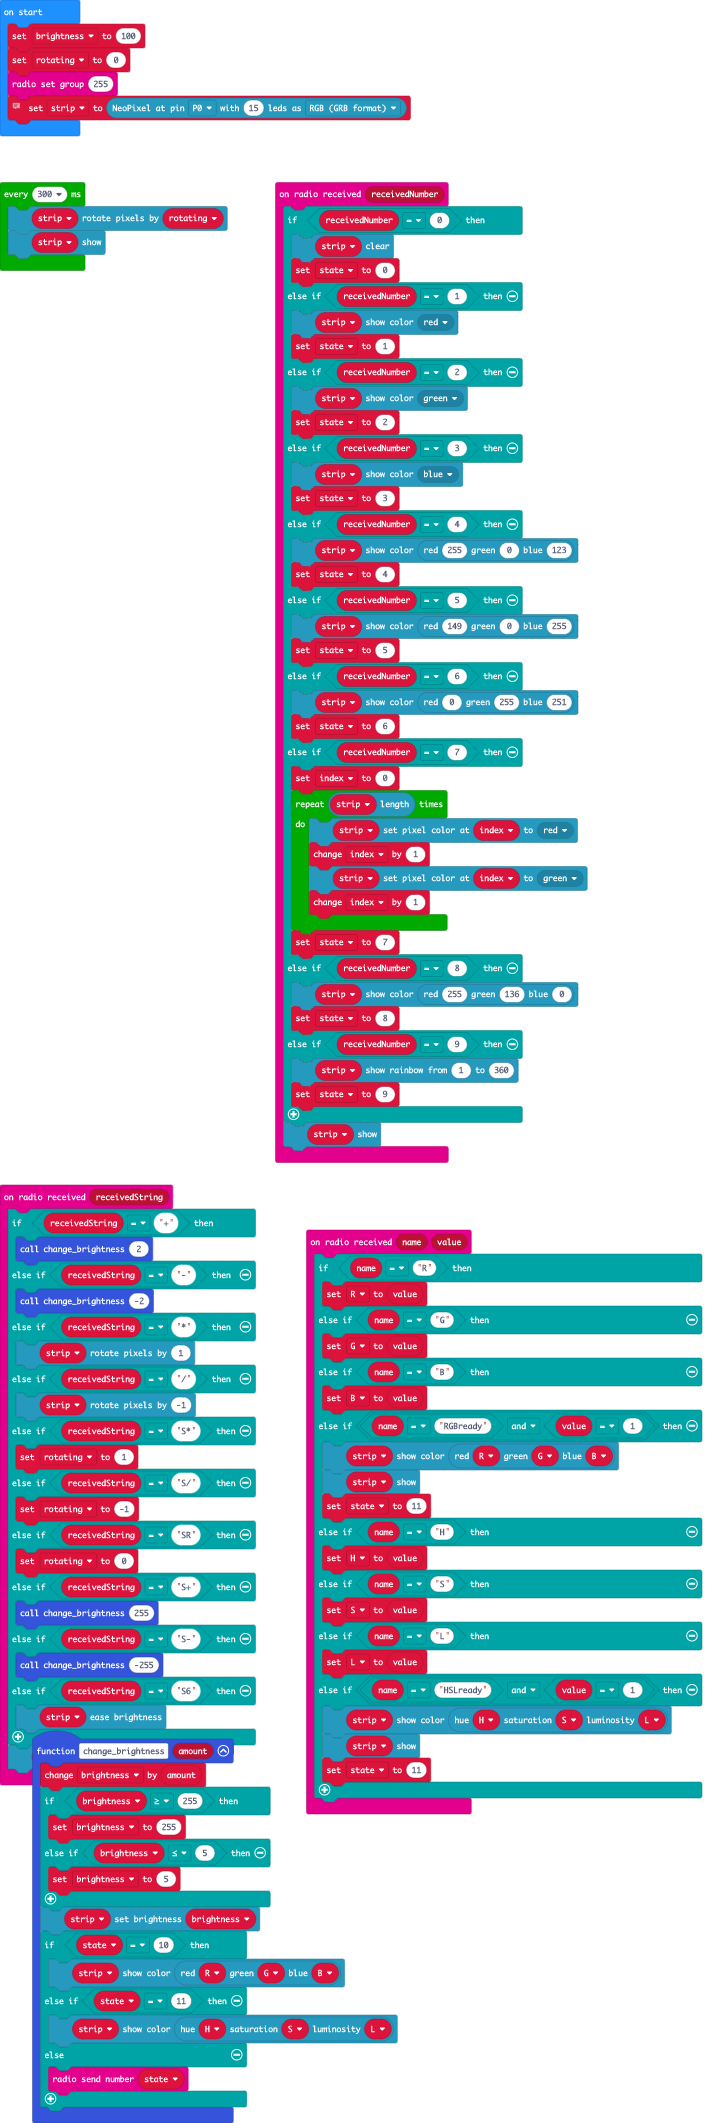 on start
set brightness to 100
set rotating to 0
radio set group 255
set strip to NeoPixel at pin P0 with 15 leds as RGB (GRB format)
every 300 ms
strip rotate pixels by rotating
strip show
on radio received receivedNumber
if receivedNumber = 0 then
strip clear
set state to 0
else if receivedNumber = 1 then
strip show color red
set state to 1
else if receivedNumber = 2 then
strip show color green
set state to 2
else if receivedNumber = 3 then
strip show color blue
set state to 3
else if receivedNumber = 4 then
strip show color red 255 green 0 blue 123
set state to 4
else if receivedNumber = 5 then
strip show color red 149 green 0 blue 255
set state to 5
else if receivedNumber = 6 then
strip show color red 0 green 255 blue 251
set state to 6
else if receivedNumber = 7 then
set index to 0
repeat strip length times
do strip set pixel color at index to red
change index by 1
strip set pixel color at index to green
change index by 1
set state to 7
else if receivedNumber = 8 then
strip show color red 255 green 136 blue 0
set state to 8
else if receivedNumber = 9 then
strip show rainbow from 1 to 360
set state to 9
strip show
on radio received receivedString
if receivedString = "+" then
call change_brightness 2
else if receivedString = "-" then
call change_brightness -2
else if receivedString = "*" then
strip rotate pixels by 1
else if receivedString = "/" then
strip rotate pixels by -1
else if receivedString = "S*" then
set rotating to 1
else if receivedString = "S/" then
set rotating to -1
else if receivedString = "SR" then
set rotating to 0
else if receivedString = "S+" then
call change_brightness 255
else if receivedString = "S-" then
call change_brightness -255
else if receivedString = "S6" then
strip ease brightness
on radio received name value
if name = "R" then
set R to value
else if name = "G" then
set G to value
else if name = "B" then
set B to value
else if name = "RGBready" and value = 1 then
strip show color red R green G blue B
strip show
set state to 11
else if name = "H" then
set H to value
else if name = "S" then
set S to value
else if name = "L" then
set L to value
else if name = "HSLready" and value = 1 then
strip show color hue H saturation S luminosity L
strip show
set state to 11
function change_brightness amount
change brightness by amount
if brightness ≥ 255 then
set brightness to 255
else if brightness ≤ 5 then
set brightness to 5
strip set brightness brightness
if state = 10 then
strip show color red R green G blue B
else if state = 11 then
strip show color hue H saturation S luminosity L
else
radio send number state